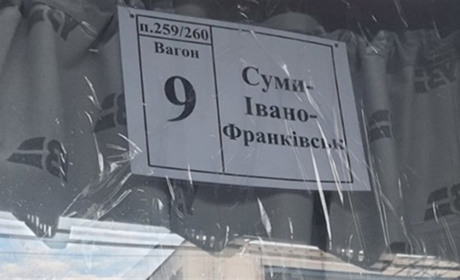 п.259/260
Вагон
9
Суми-
Івано-
Франківськ